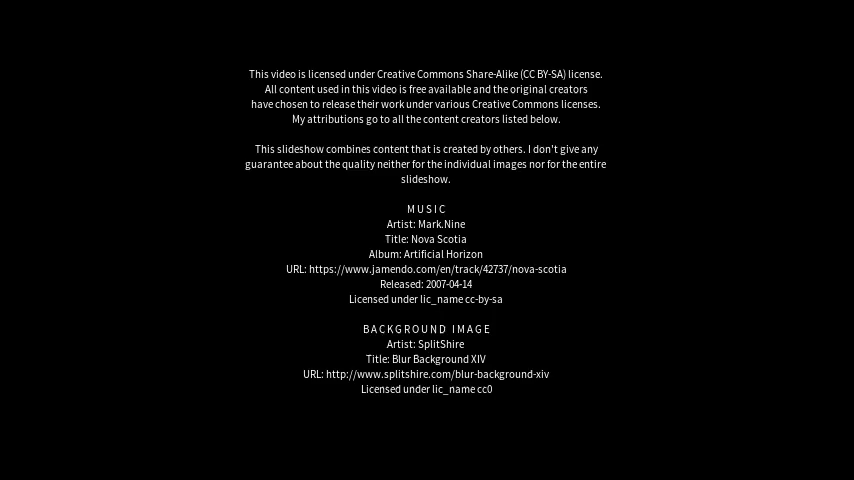 This video is licensed under Creative Commons Share-Alike (CC BY-SA) license.
All content used in this video is free available and the original creators
have chosen to release their work under various Creative Commons licenses.
My attributions go to all the content creators listed below.
This slideshow combines content that is created by others. I don't give any
guarantee about the quality neither for the individual images nor for the entire
slideshow.
MUSIC
Artist: Mark.Nine
Title: Nova Scotia
Album: Artificial Horizon
URL: https://www.jamendo.com/en/track/42737/nova-scotia
Released: 2007-04-14
Licensed under lic_name cc-by-sa
BACKGROUND IMAGE
Artist: SplitShire
Title: Blur Background XIV
URL: http://www.splitshire.com/blur-background-xiv
Licensed under lic_name cc0